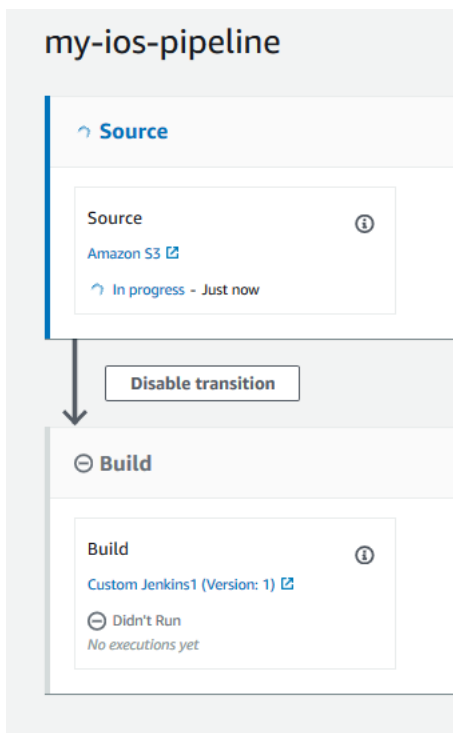 my-ios-pipeline
Source
Source
Amazon S3
In progress - Just now
Disable transition
Build
Build
Custom Jenkins1 (Version: 1)
Didn't Run
No executions yet